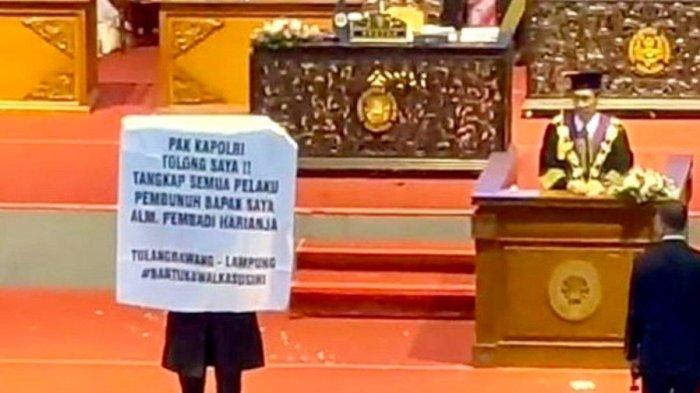 PAK KAPOLRI
TOLONG SAYA !!
TANGKAP SEMUA PELAKU
PEMBUNUH BAPAK SAYA
ALM. PEMBADI HARIANJA
TULANGBAWANG - LAMPUNG
#BANTUKAWALKASUSINI